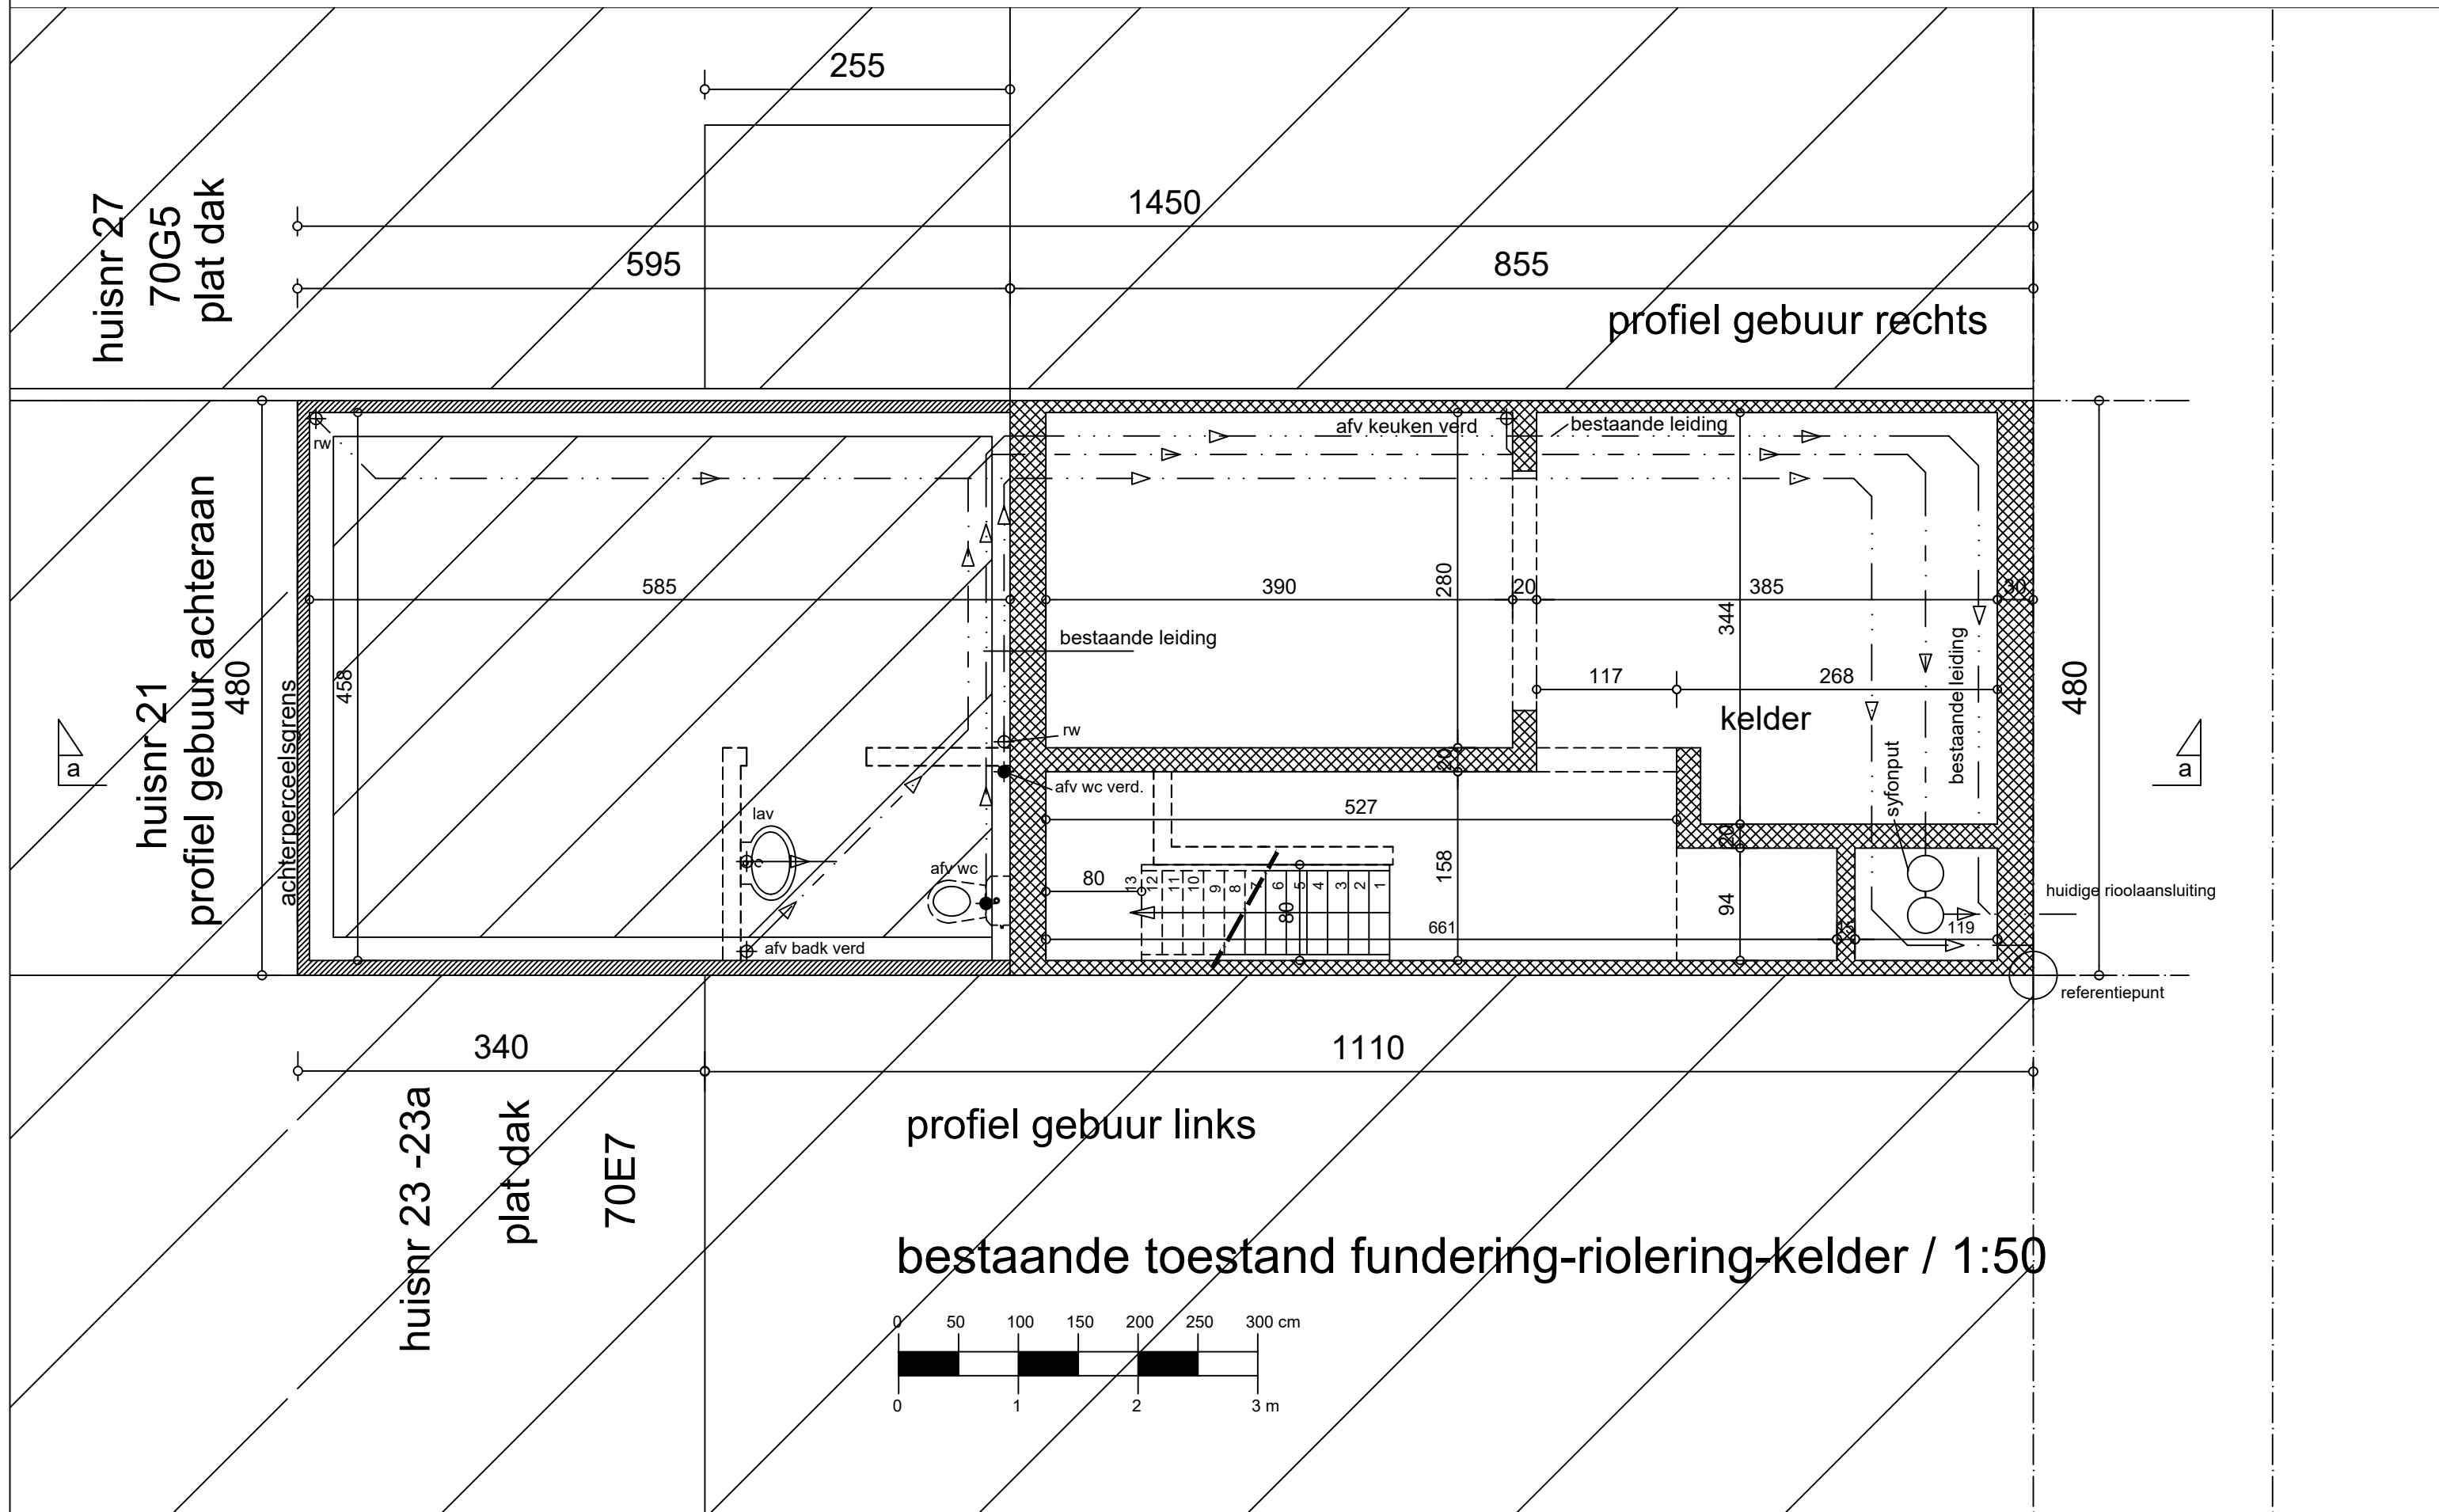 255
1450
595
855
huisnr 27
70G5
plat dak
profiel gebuur rechts
rw
afv keuken verd
bestaande leiding
huisnr 21
profiel gebuur achteraan
480
achterperceelsgrens
458
585
390
280
20
385
30
344
bestaande leiding
117
268
kelder
480
bestaande leiding
syfonput
a
a
rw
20
afv wc verd.
527
20
lav
afv wc
80
13
12
11
10
9
8
7
6
5
4
3
2
1
80
158
94
661
15
119
huidige rioolaansluiting
afv badk verd
referentiepunt
340
1110
huisnr 23 -23a
plat dak
70E7
profiel gebuur links
bestaande toestand fundering-riolering-kelder / 1:50
0 50 100 150 200 250 300 cm
0 1 2 3 m